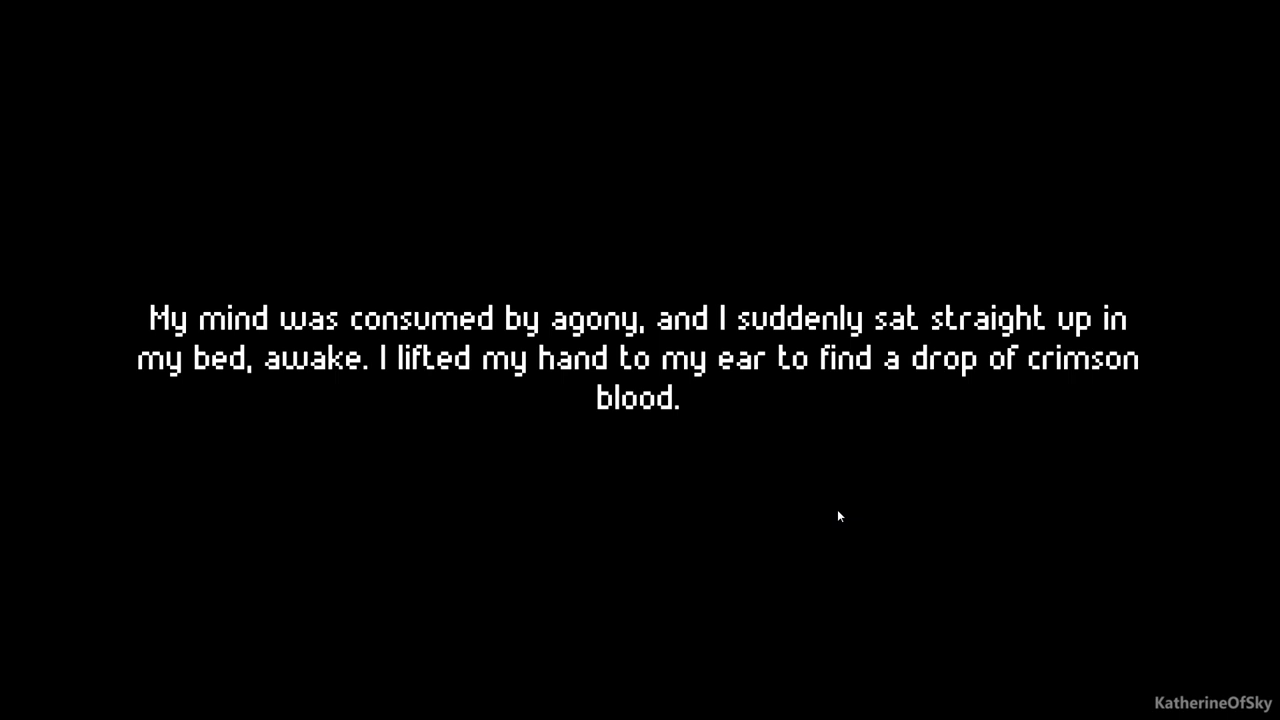 My mind was consumed by agony, and I suddenly sat straight up in
my bed, awake. I lifted my hand to my ear to find a drop of crimson
blood.
KatherineOfSky